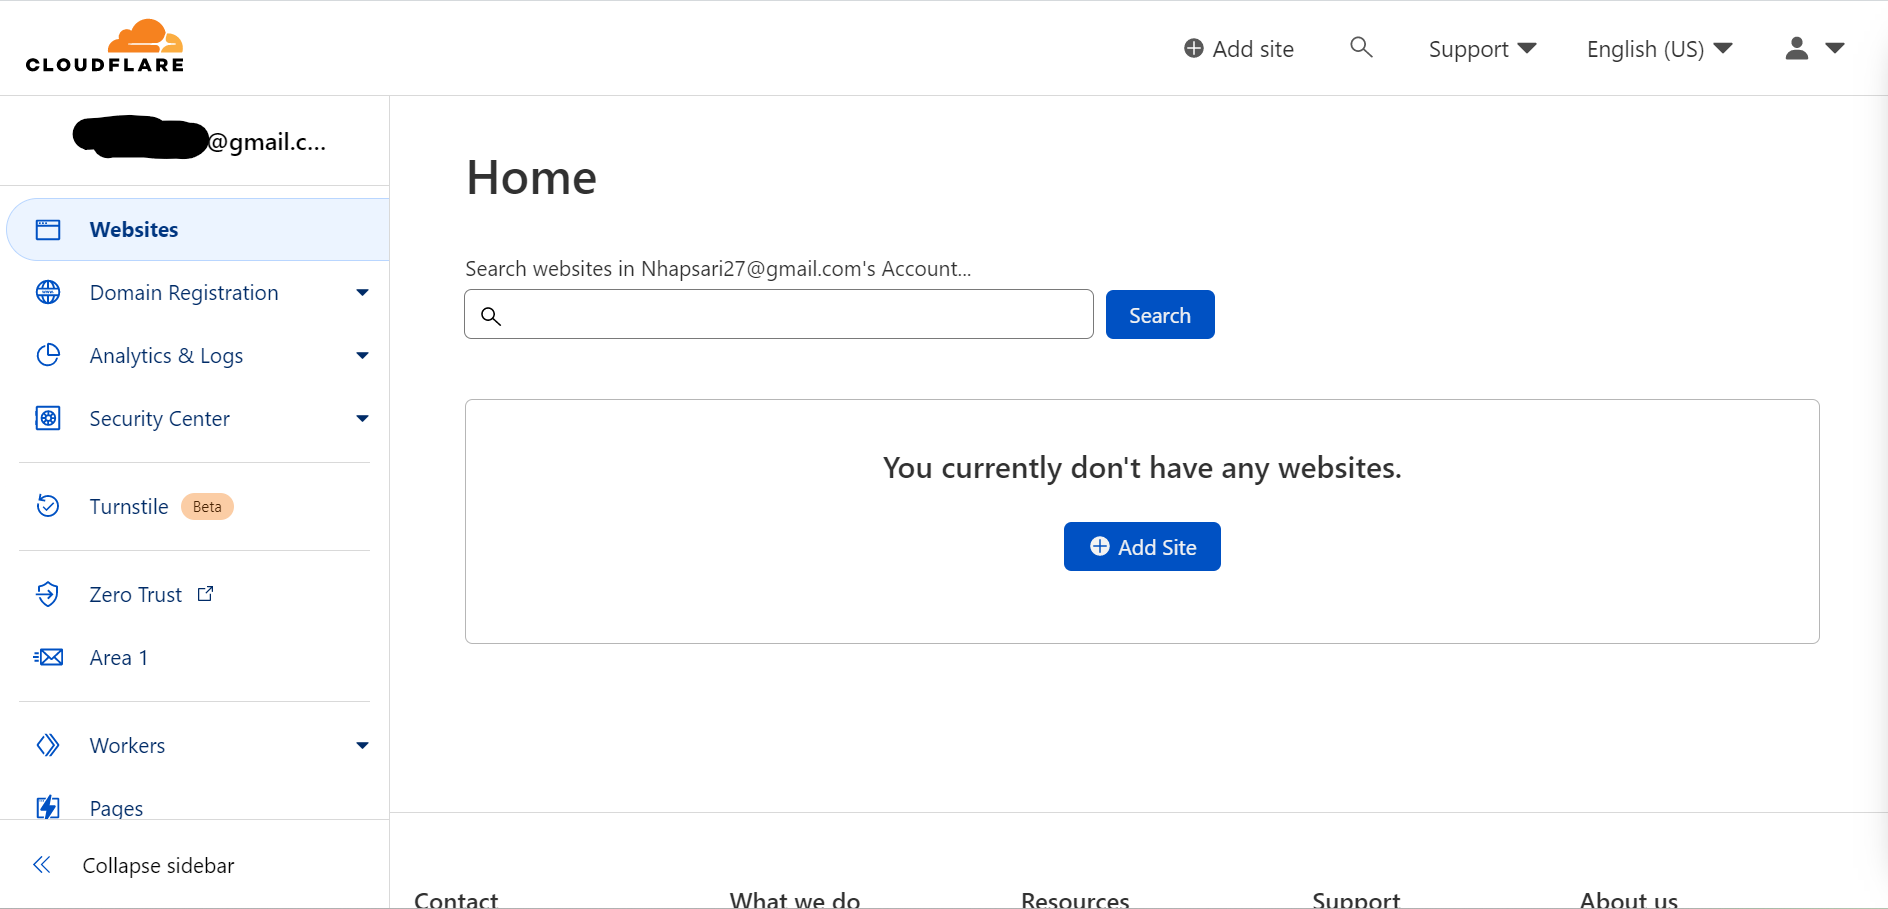 CLOUDFLARE
Add site
Support
English (US)
@gmail.c...
Websites
Domain Registration
Analytics & Logs
Security Center
Turnstile Beta
Zero Trust
Area 1
Workers
Pages
Collapse sidebar
Home
Search websites in Nhapsari27@gmail.com's Account...
Search
You currently don't have any websites.
Add Site
Contact
What we do
Resources
Support
About us